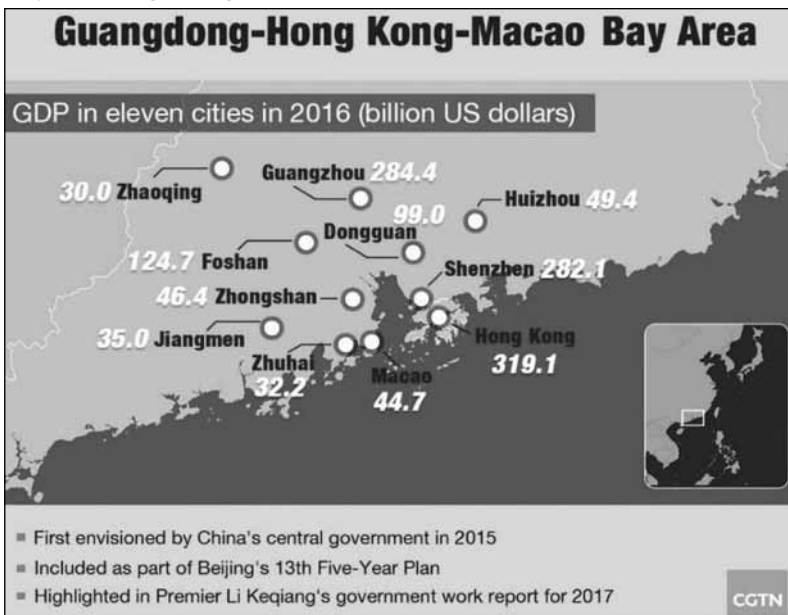 Guangdong-Hong Kong-Macao Bay Area
GDP in eleven cities in 2016 (billion US dollars)
30.0 Zhaoqing
Guangzhou 284.4
Huizhou 49.4
99.0
Dongguan
124.7 Foshan
Shenzhen 282.1
46.4 Zhongshan
35.0 Jiangmen
Hong Kong
319.1
Zhuhai
32.2
Macao
44.7
First envisioned by China's central government in 2015
Included as part of Beijing's 13th Five-Year Plan
Highlighted in Premier Li Keqiang's government work report for 2017
CGTN